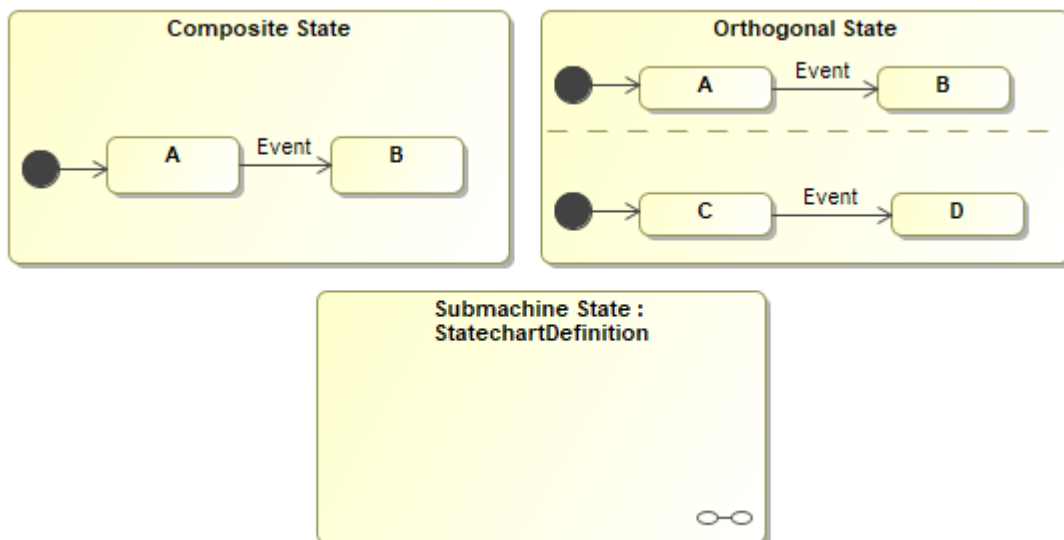 Composite State
A
Event
B
Orthogonal State
A
Event
B
C
Event
D
Submachine State :
StatechartDefinition